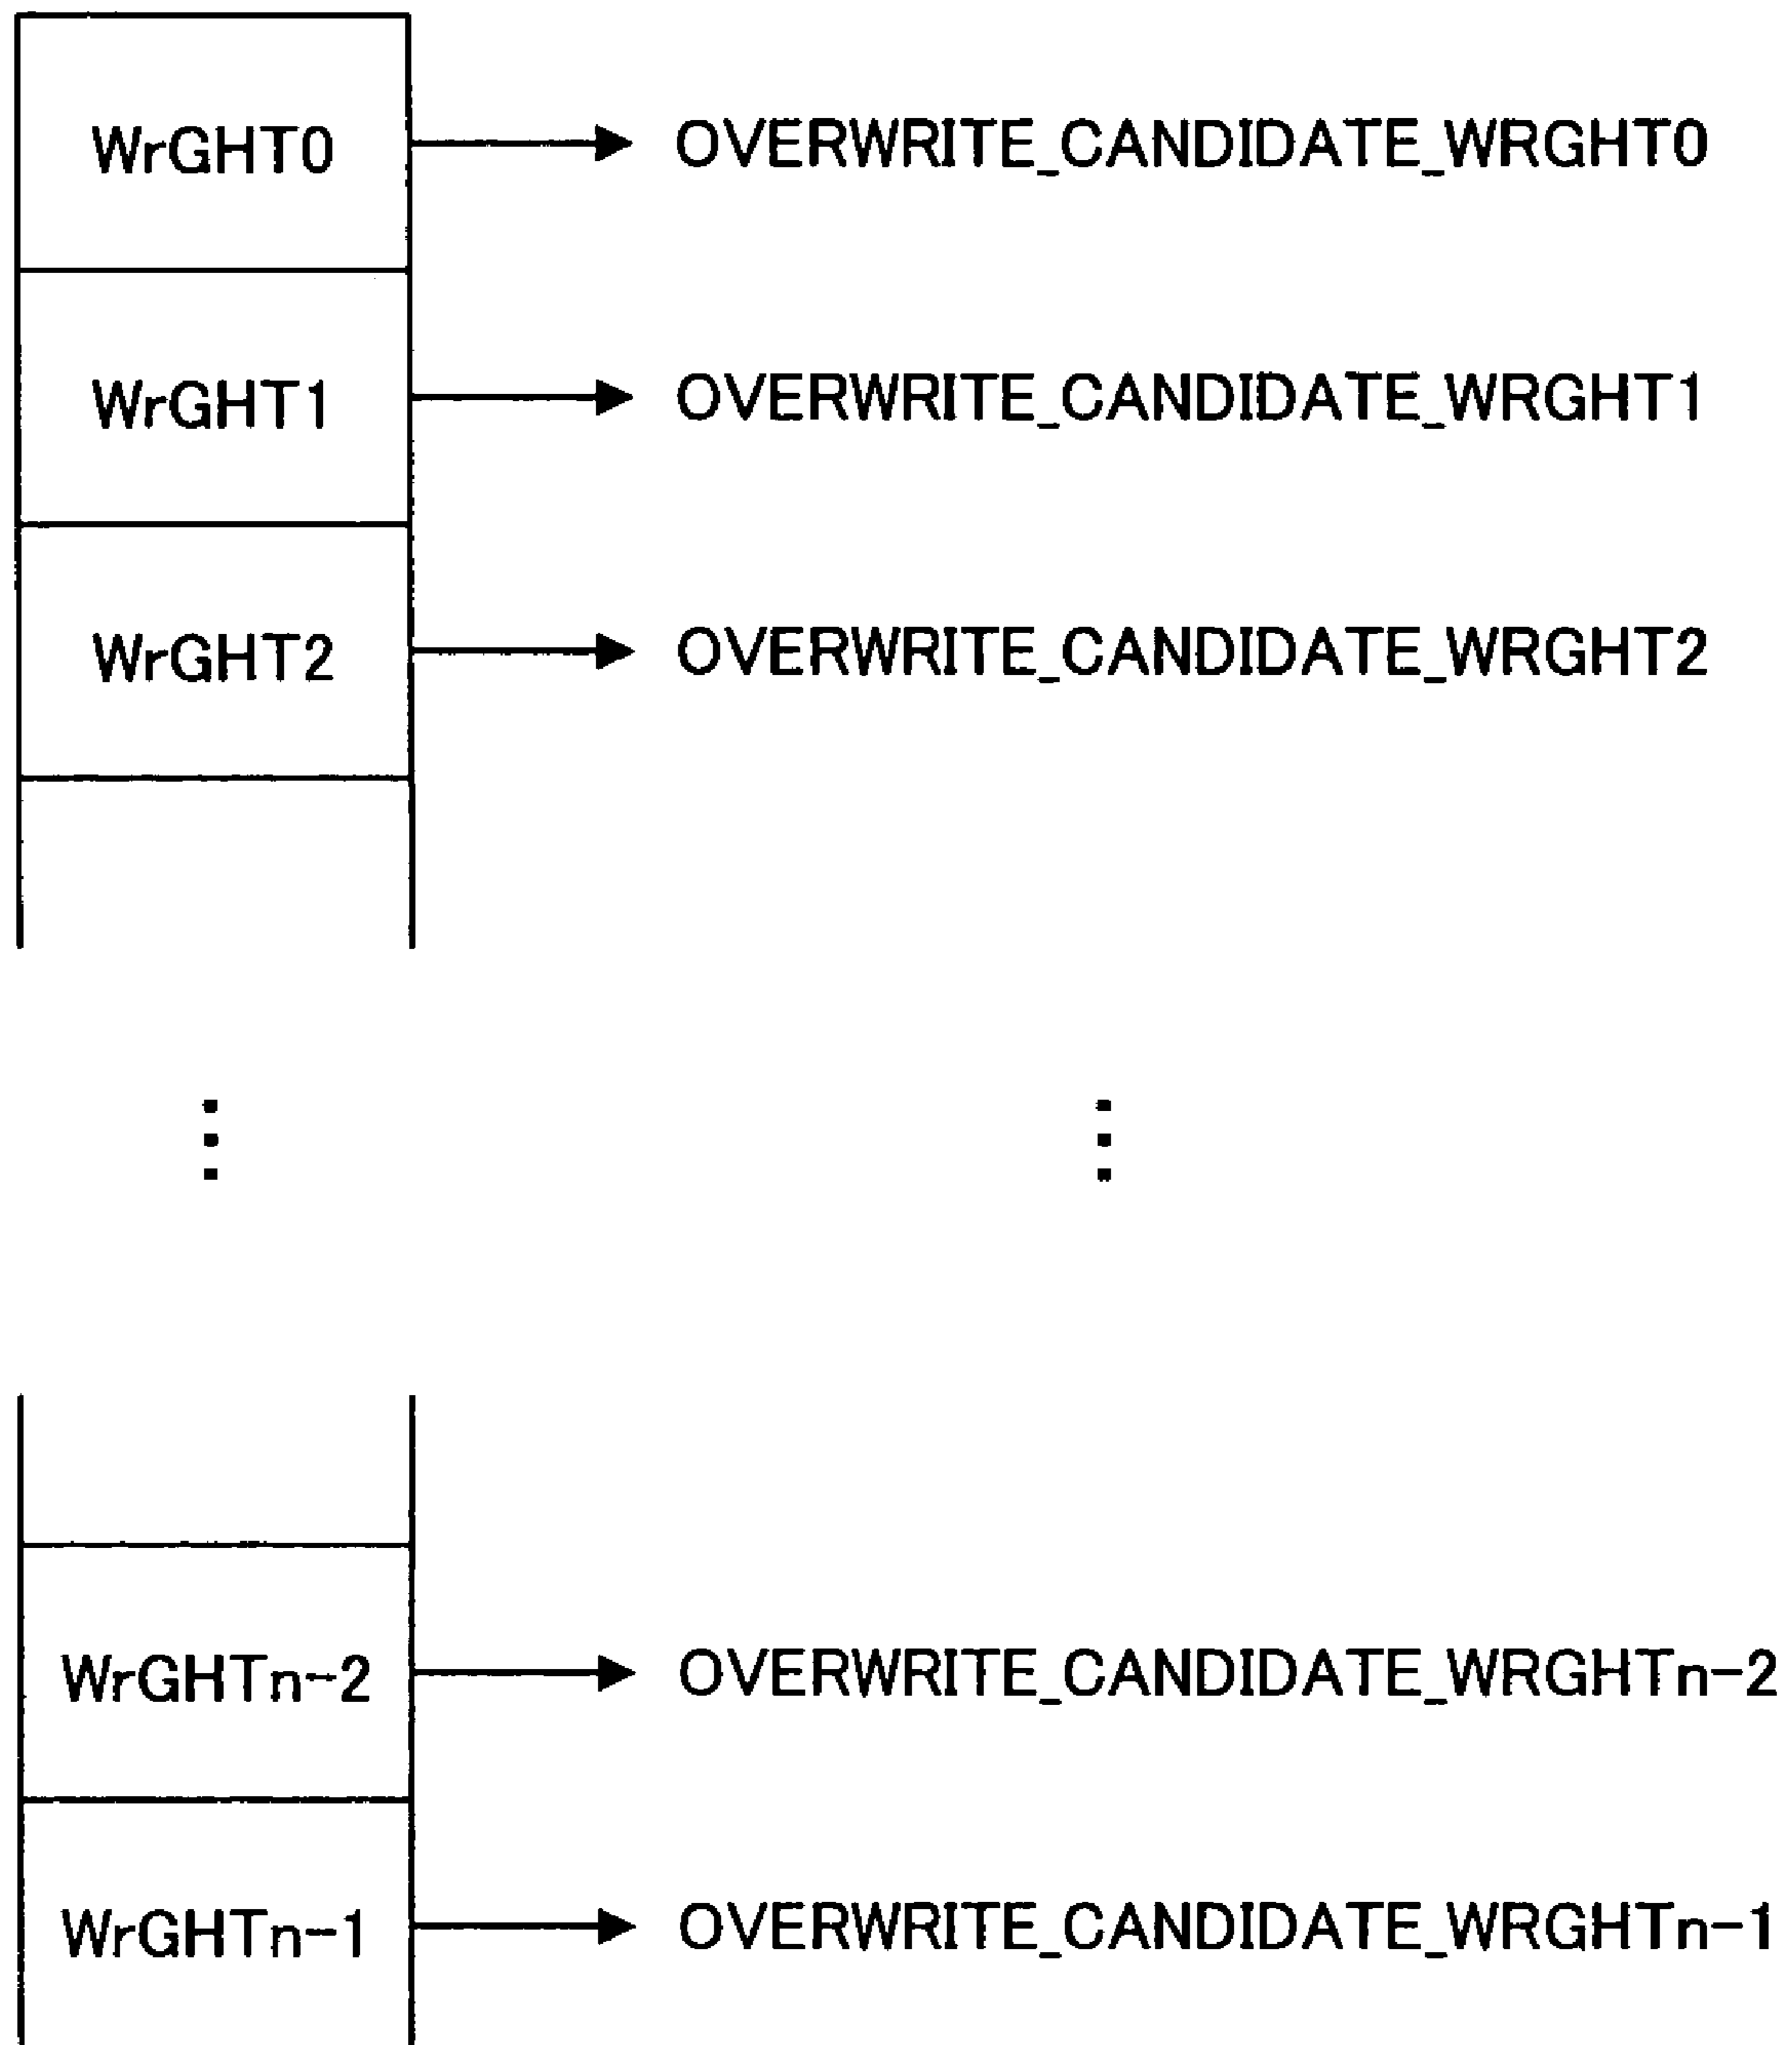 WrGHT0 OVERWRITE_CANDIDATE_WRGHT0
WrGHT1 OVERWRITE_CANDIDATE_WRGHT1
WrGHT2 OVERWRITE_CANDIDATE_WRGHT2
WrGHTn-2 OVERWRITE_CANDIDATE_WRGHTn-2
WrGHTn-1 OVERWRITE_CANDIDATE_WRGHTn-1